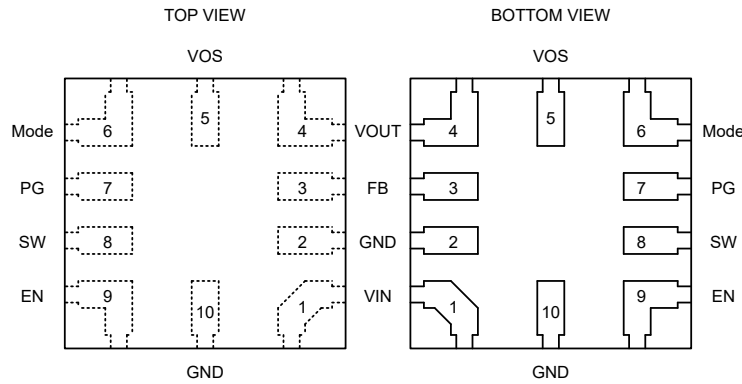 TOP VIEW
BOTTOM VIEW
VOS
VOS
Mode
6
5
4
VOUT
4
5
6
Mode
PG
7
3
FB
3
7
PG
SW
8
2
GND
2
8
SW
EN
9
10
1
VIN
1
10
9
EN
GND
GND